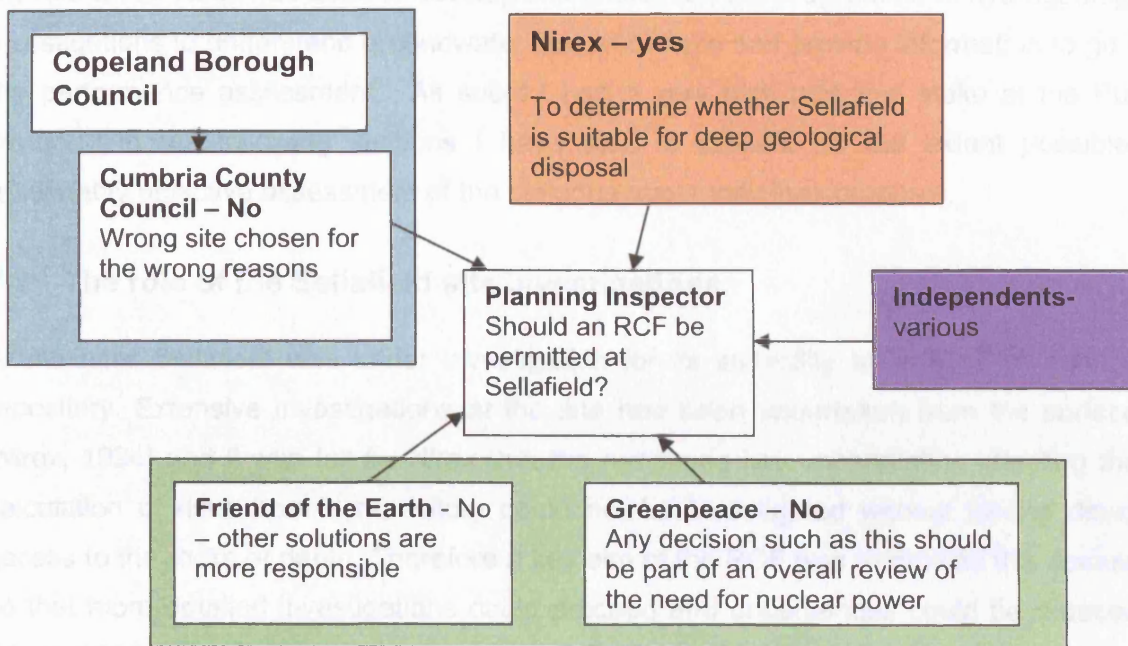 Copeland Borough
Council
Nirex - yes
To determine whether Sellafield
is suitable for deep geological
disposal
Cumbria County
Council – No
Wrong site chosen for
the wrong reasons
Planning Inspector
Should an RCF be
permitted at
Sellafield?
Independents-
various
Friend of the Earth - No
– other solutions are
more responsible
Greenpeace - No
Any decision such as this should
be part of an overall review of
the need for nuclear power